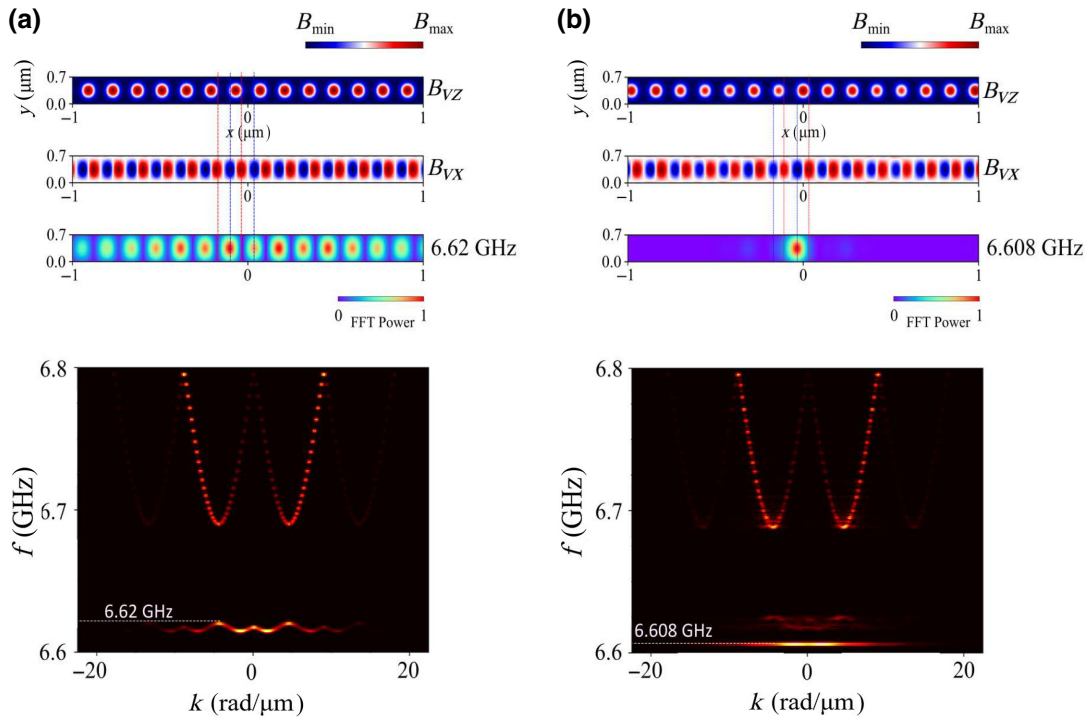 (a)
B_min B_max
y (μm)
0.7
0.0
B_VZ
−1 x (μm) 1
0.7
0.0
B_VX
−1 0 1
0.7
0.0
6.62 GHz
−1 0 1
0 FFT Power 1
6.8
6.7
6.6
f (GHz)
6.62 GHz
−20 0 20
k (rad/μm)
(b)
B_min B_max
y (μm)
0.7
0.0
B_VZ
−1 x (μm) 1
0.7
0.0
B_VX
−1 0 1
0.7
0.0
6.608 GHz
−1 0 1
0 FFT Power 1
6.8
6.7
6.6
f (GHz)
6.608 GHz
−20 0 20
k (rad/μm)